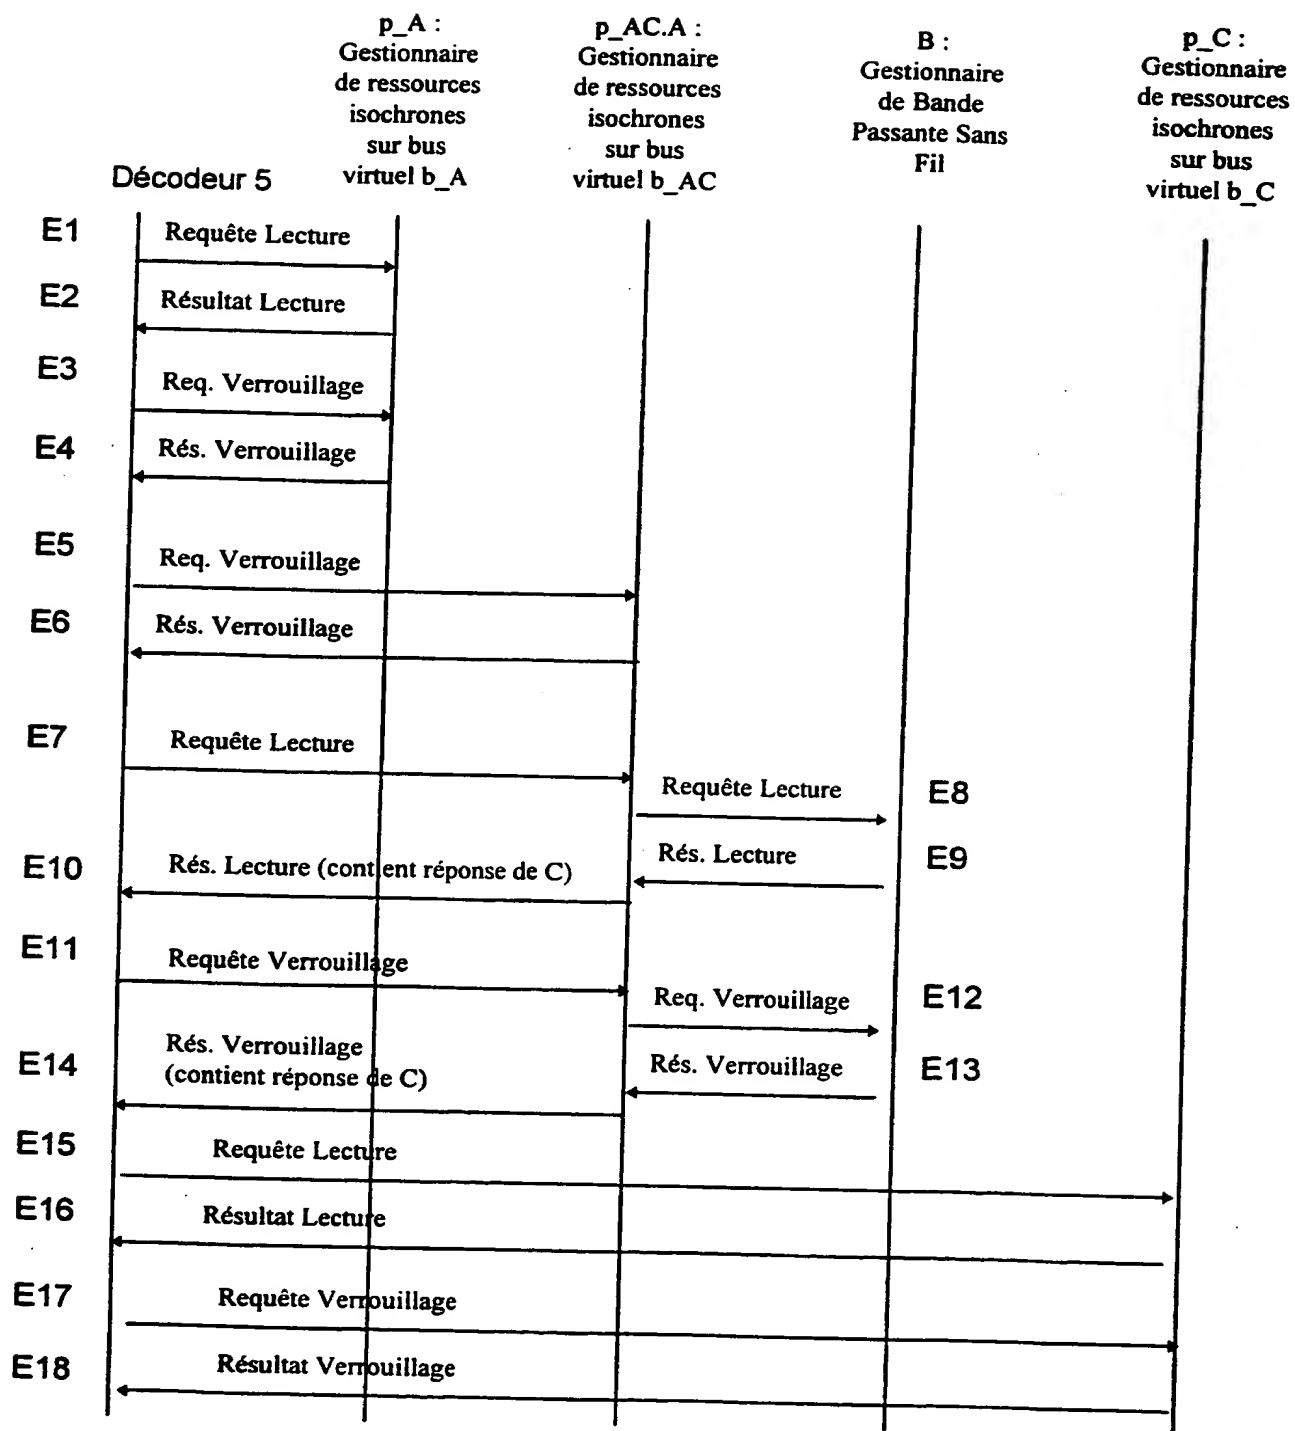 p_A :
Gestionnaire
de ressources
isochrones
sur bus
virtuel b_A
p_AC.A :
Gestionnaire
de ressources
isochrones
sur bus
virtuel b_AC
B :
Gestionnaire
de Bande
Passante Sans
Fil
p_C :
Gestionnaire
de ressources
isochrones
sur bus
virtuel b_C
Décodeur 5
E1
Requête Lecture
E2
Résultat Lecture
E3
Req. Verrouillage
E4
Rés. Verrouillage
E5
Req. Verrouillage
E6
Rés. Verrouillage
E7
Requête Lecture
Requête Lecture
E8
Rés. Lecture
E9
E10
Rés. Lecture (contient réponse de C)
E11
Requête Verrouillage
Req. Verrouillage
E12
E14
Rés. Verrouillage
(contient réponse de C)
Rés. Verrouillage
E13
E15
Requête Lecture
E16
Résultat Lecture
E17
Requête Verrouillage
E18
Résultat Verrouillage